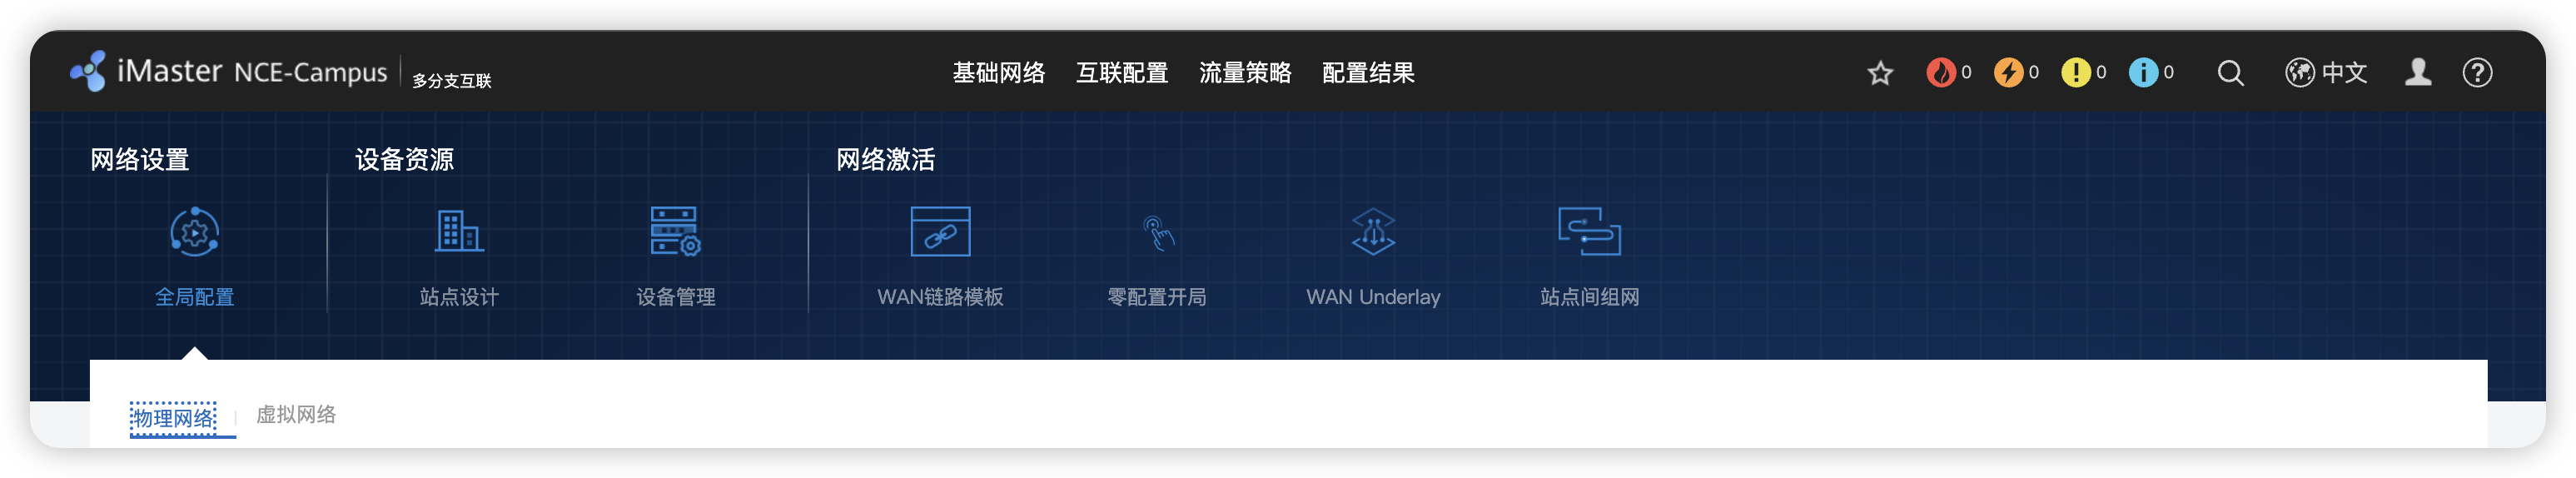 iMaster NCE-Campus 多分支互联 基础网络 互联配置 流量策略 配置结果 0 0 0 0 中文
网络设置 设备资源 网络激活
全局配置 站点设计 设备管理 WAN链路模板 零配置开局 WAN Underlay 站点间组网
物理网络 虚拟网络